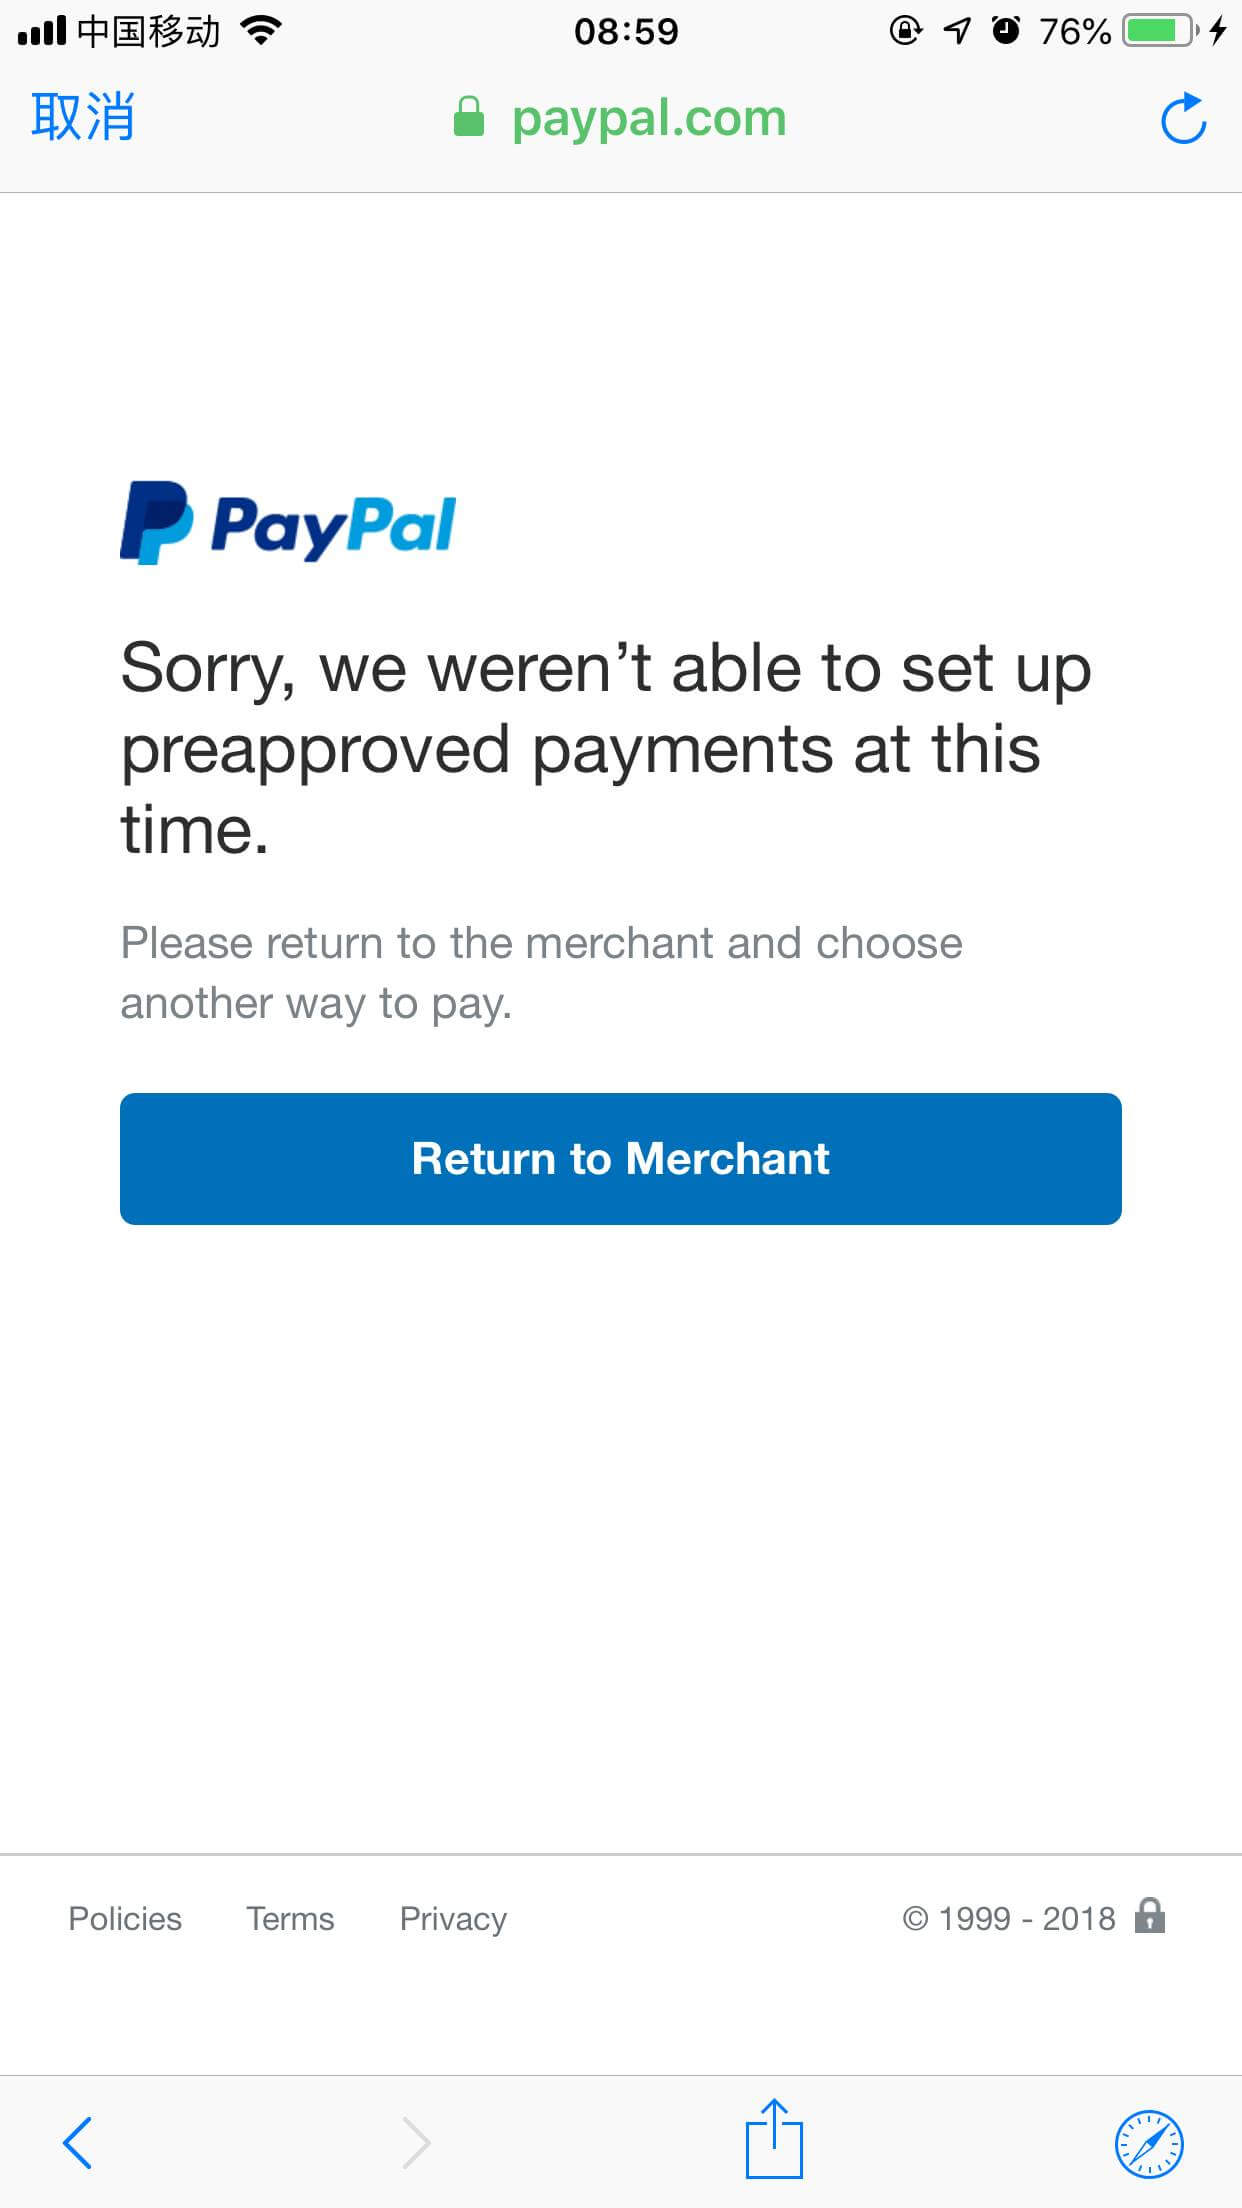 中国移动
08:59
76%
取消
paypal.com
PayPal
Sorry, we weren’t able to set up
preapproved payments at this
time.
Please return to the merchant and choose
another way to pay.
Return to Merchant
Policies Terms Privacy © 1999 - 2018